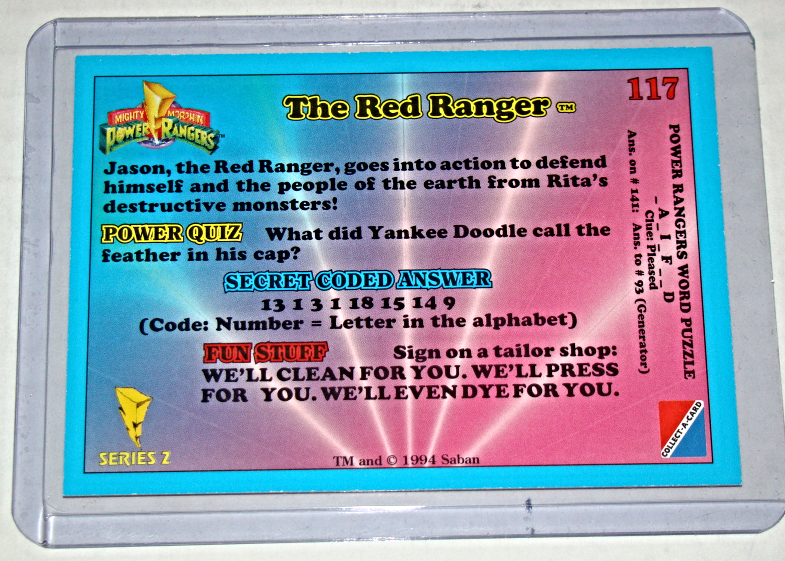 MIGHTY MORPHIN
POWER RANGERS™
The Red Ranger ™
117
Jason, the Red Ranger, goes into action to defend
himself and the people of the earth from Rita's
destructive monsters!
POWER QUIZ What did Yankee Doodle call the
feather in his cap?
SECRET CODED ANSWER
13 1 3 1 18 15 14 9
(Code: Number = Letter in the alphabet)
FUN STUFF Sign on a tailor shop:
WE'LL CLEAN FOR YOU. WE'LL PRESS
FOR YOU. WE'LL EVEN DYE FOR YOU.
SERIES 2
TM and © 1994 Saban
POWER RANGERS WORD PUZZLE
_ A _ I _ F _ _ D
Clue: Pleased
Ans. on # 141: Ans. to # 93 (Generator)
COLLECT-A-CARD